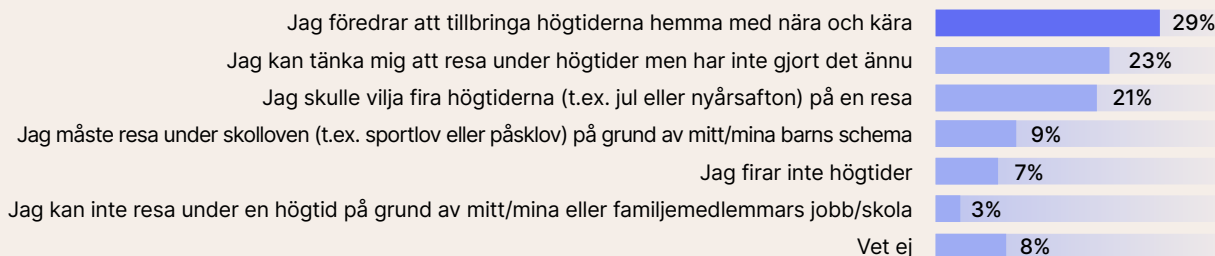 Jag föredrar att tillbringa högtiderna hemma med nära och kära 29%
Jag kan tänka mig att resa under högtider men har inte gjort det ännu 23%
Jag skulle vilja fira högtiderna (t.ex. jul eller nyårsafton) på en resa 21%
Jag måste resa under skolloven (t.ex. sportlov eller påsklov) på grund av mitt/mina barns schema 9%
Jag firar inte högtider 7%
Jag kan inte resa under en högtid på grund av mitt/mina eller familjemedlemmars jobb/skola 3%
Vet ej 8%